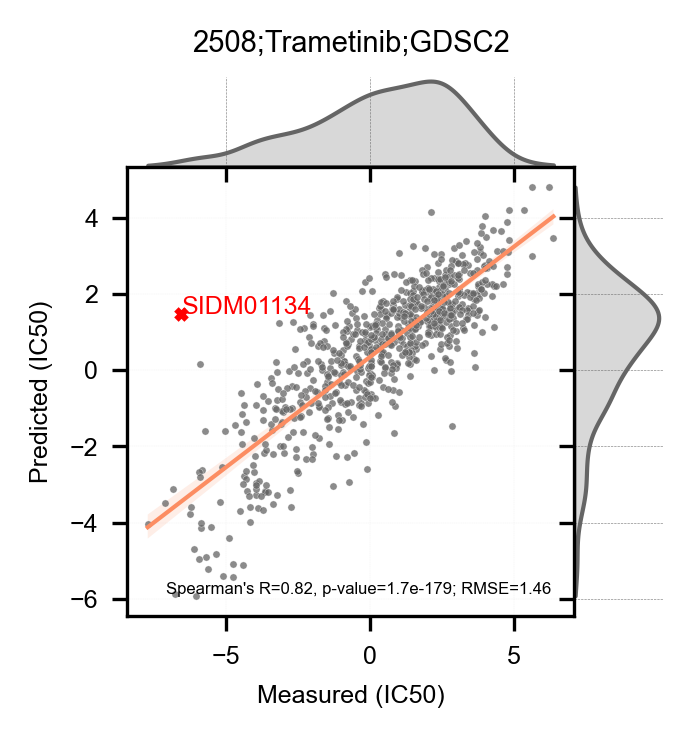 2508;Trametinib;GDSC2
4
2
0
−2
−4
−6
Predicted (IC50)
SIDM01134
Spearman's R=0.82, p-value=1.7e-179; RMSE=1.46
−5 0 5
Measured (IC50)